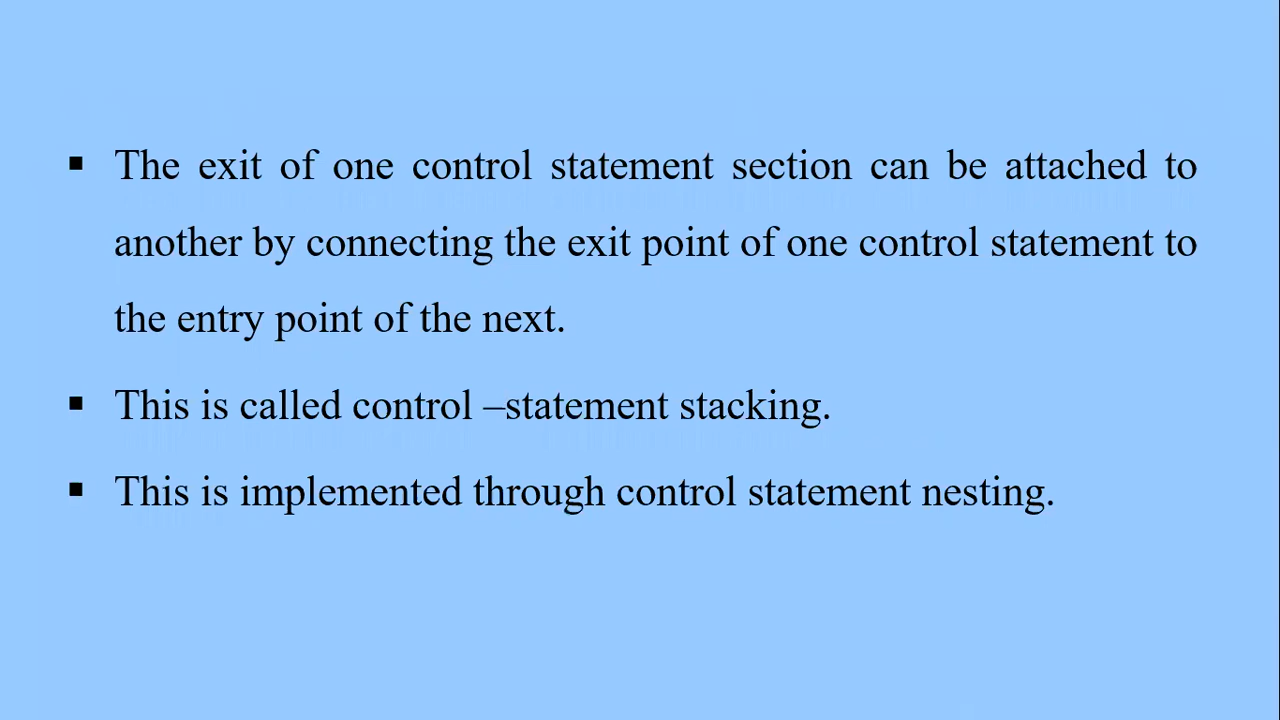 ▪ The exit of one control statement section can be attached to
another by connecting the exit point of one control statement to
the entry point of the next.
▪ This is called control –statement stacking.
▪ This is implemented through control statement nesting.